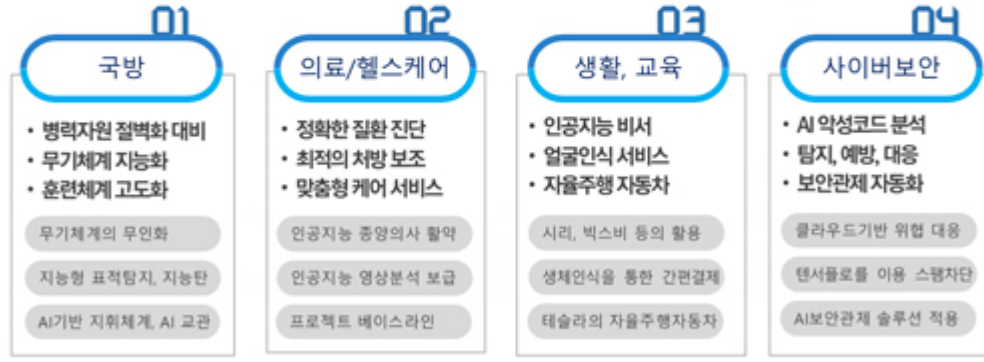 01
국방
• 병력자원 절벽화 대비
• 무기체계 지능화
• 훈련체계 고도화
무기체계의 무인화
지능형 표적탐지, 지능탄
AI기반 지휘체계, AI 교관
02
의료/헬스케어
• 정확한 질환 진단
• 최적의 처방 보조
• 맞춤형 케어 서비스
인공지능 종양의사 활약
인공지능 영상분석 보급
프로젝트 베이스라인
03
생활, 교육
• 인공지능 비서
• 얼굴인식 서비스
• 자율주행 자동차
시리, 빅스비 등의 활용
생체인식을 통한 간편결제
테슬라의 자율주행자동차
04
사이버보안
• AI 악성코드 분석
• 탐지, 예방, 대응
• 보안관제 자동화
클라우드기반 위협 대응
텐서플로를 이용 스팸차단
AI보안관제 솔루션 적용